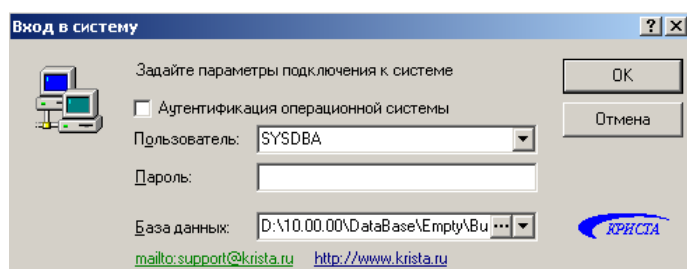 Вход в систему
Задайте параметры подключения к системе
OK
Аутентификация операционной системы
Отмена
Пользователь: SYSDBA
Пароль:
База данных: D:\10.00.00\DataBase\Empty\Bu
КРИСТА
mailto:support@krista.ru http://www.krista.ru